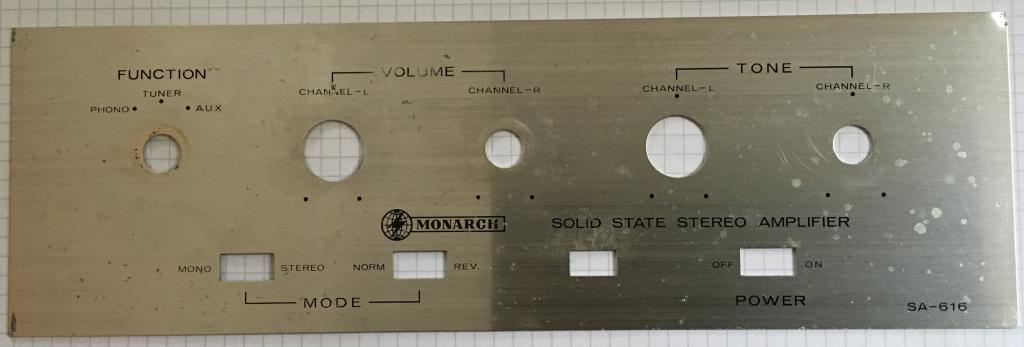 FUNCTION
TUNER
PHONO AUX
VOLUME
CHANNEL-L CHANNEL-R
TONE
CHANNEL-L CHANNEL-R
MONARCH
SOLID STATE STEREO AMPLIFIER
MONO STEREO NORM REV.
MODE
OFF ON
POWER
SA-616